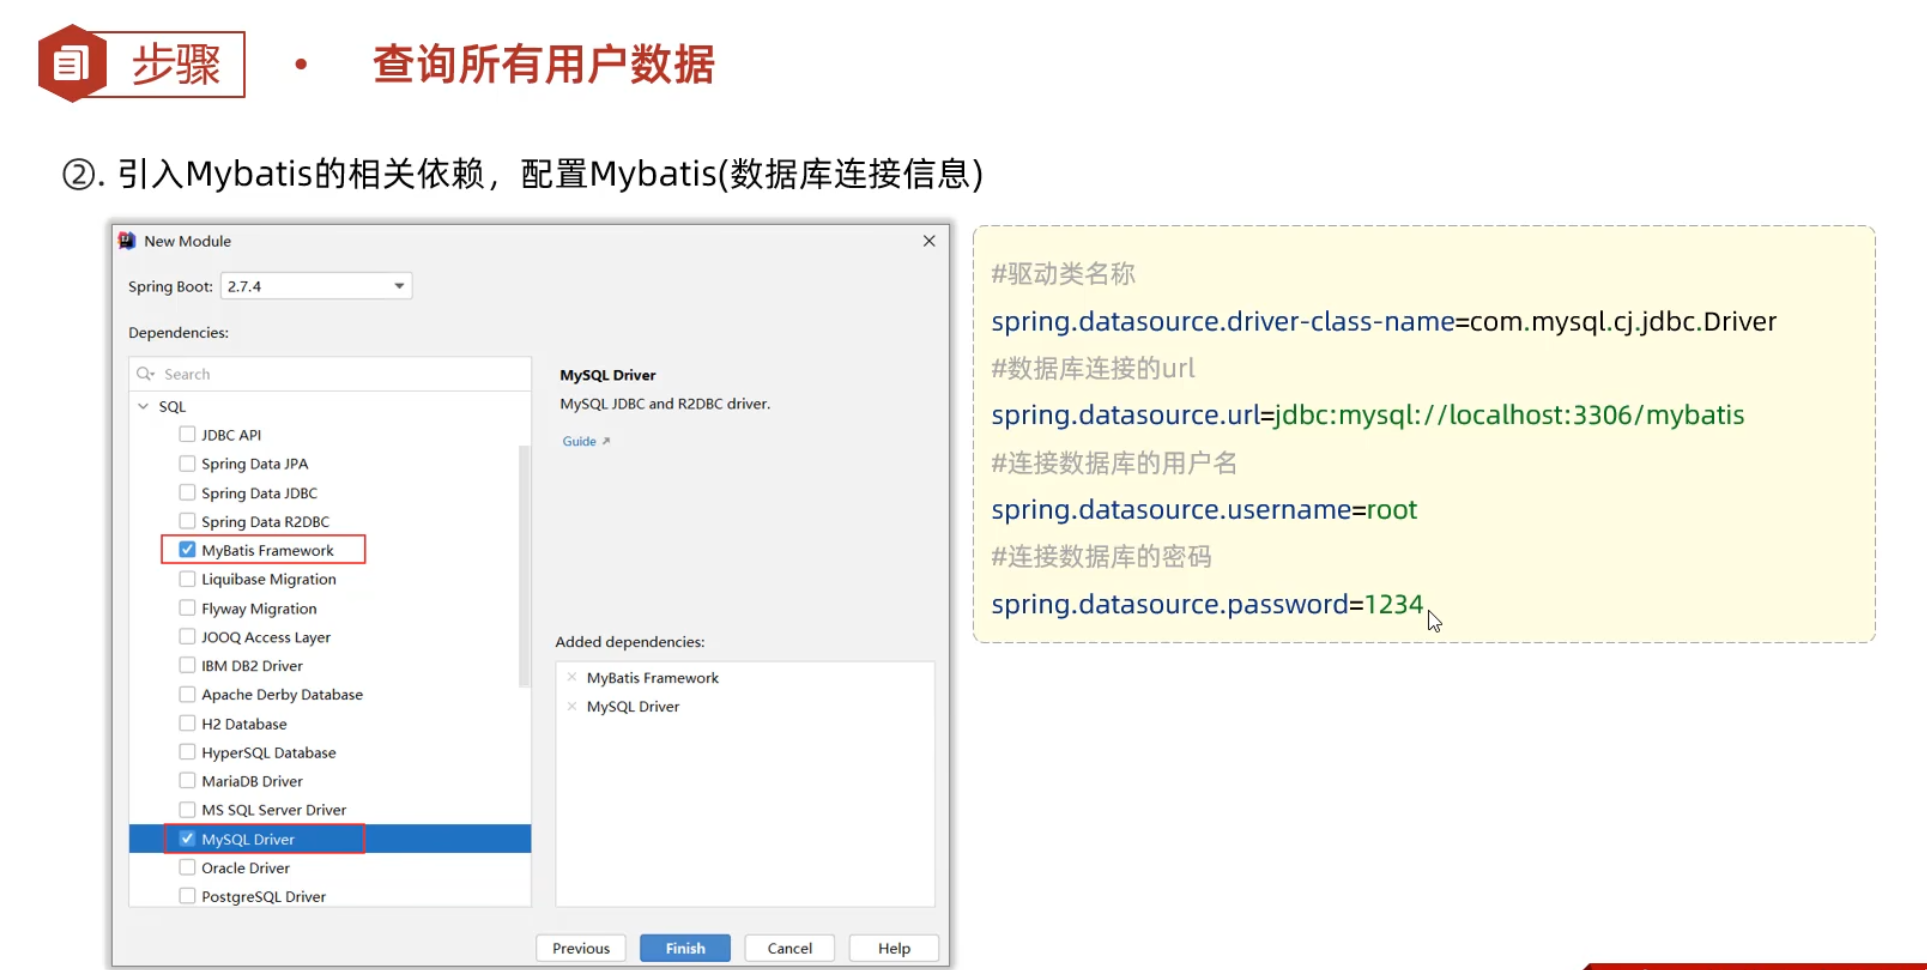 步骤
查询所有用户数据
②. 引入Mybatis的相关依赖，配置Mybatis(数据库连接信息)
New Module
Spring Boot: 2.7.4
Dependencies:
Search
SQL
JDBC API
Spring Data JPA
Spring Data JDBC
Spring Data R2DBC
MyBatis Framework
Liquibase Migration
Flyway Migration
JOOQ Access Layer
IBM DB2 Driver
Apache Derby Database
H2 Database
HyperSQL Database
MariaDB Driver
MS SQL Server Driver
MySQL Driver
Oracle Driver
PostgreSQL Driver
MySQL Driver
MySQL JDBC and R2DBC driver.
Guide
Added dependencies:
MyBatis Framework
MySQL Driver
Previous
Finish
Cancel
Help
#驱动类名称
spring.datasource.driver-class-name=com.mysql.cj.jdbc.Driver
#数据库连接的url
spring.datasource.url=jdbc:mysql://localhost:3306/mybatis
#连接数据库的用户名
spring.datasource.username=root
#连接数据库的密码
spring.datasource.password=1234